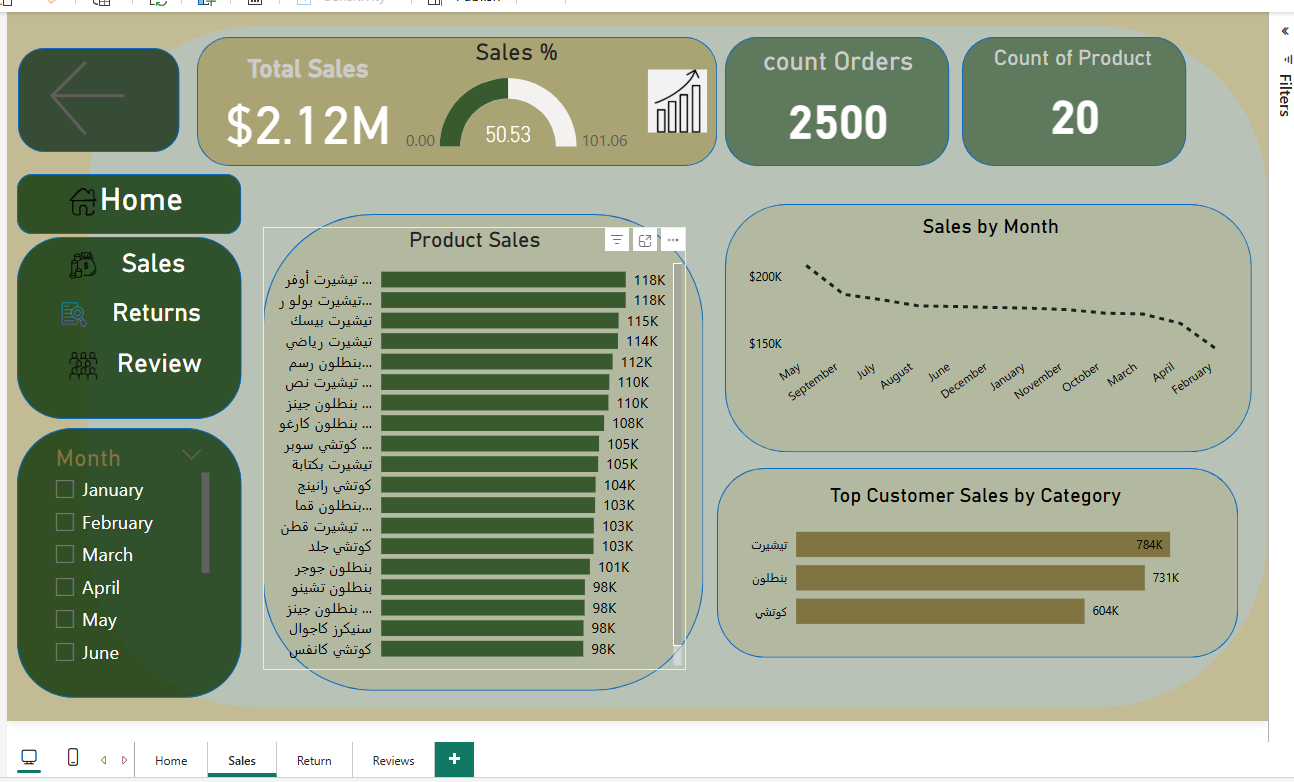 Total Sales
$2.12M
Sales %
0.00
50.53
101.06
count Orders
2500
Count of Product
20
Filters
Home
Sales
Returns
Review
Month
January
February
March
April
May
June
Product Sales
تيشيرت أوفر ... 118K
تيشيرت بولو ر... 118K
تيشيرت بيسك 115K
تيشيرت رياضي 114K
بنطلون رسم... 112K
تيشيرت نص ... 110K
بنطلون جينز ... 110K
بنطلون كارغو ... 108K
كوتشي سوبر ... 105K
تيشيرت بكتابة 105K
كوتشي رانينج 104K
بنطلون قما... 103K
تيشيرت قطن ... 103K
كوتشي جلد 103K
بنطلون جوجر 101K
بنطلون تشينو 98K
بنطلون جينز ... 98K
سنيكرز كاجوال 98K
كوتشي كانفس 98K
Sales by Month
$200K
$150K
May September July August June December January November October March April February
Top Customer Sales by Category
تيشيرت 784K
بنطلون 731K
كوتشي 604K
Home Sales Return Reviews +